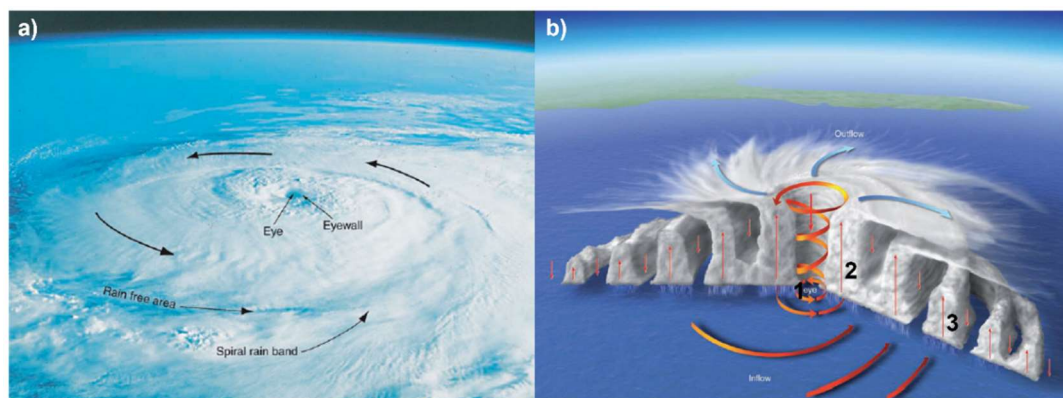 a)
Eye
Eyewall
Rain free area
Spiral rain band
b)
Outflow
2
1
eye
3
Inflow